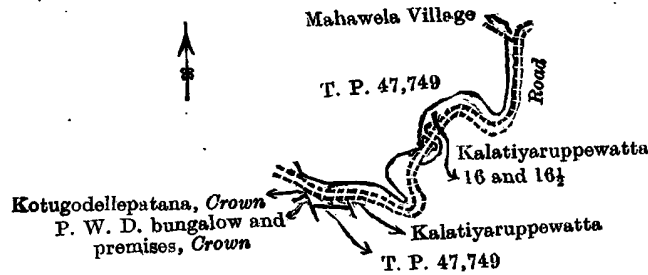 Mahawela Village
T. P. 47,749
Road
Kalatiyaruppewatta
16 and 16½
Kotugodellepatana, Crown
P. W. D. bungalow and
premises, Crown
Kalatiyaruppewatta
T. P. 47,749